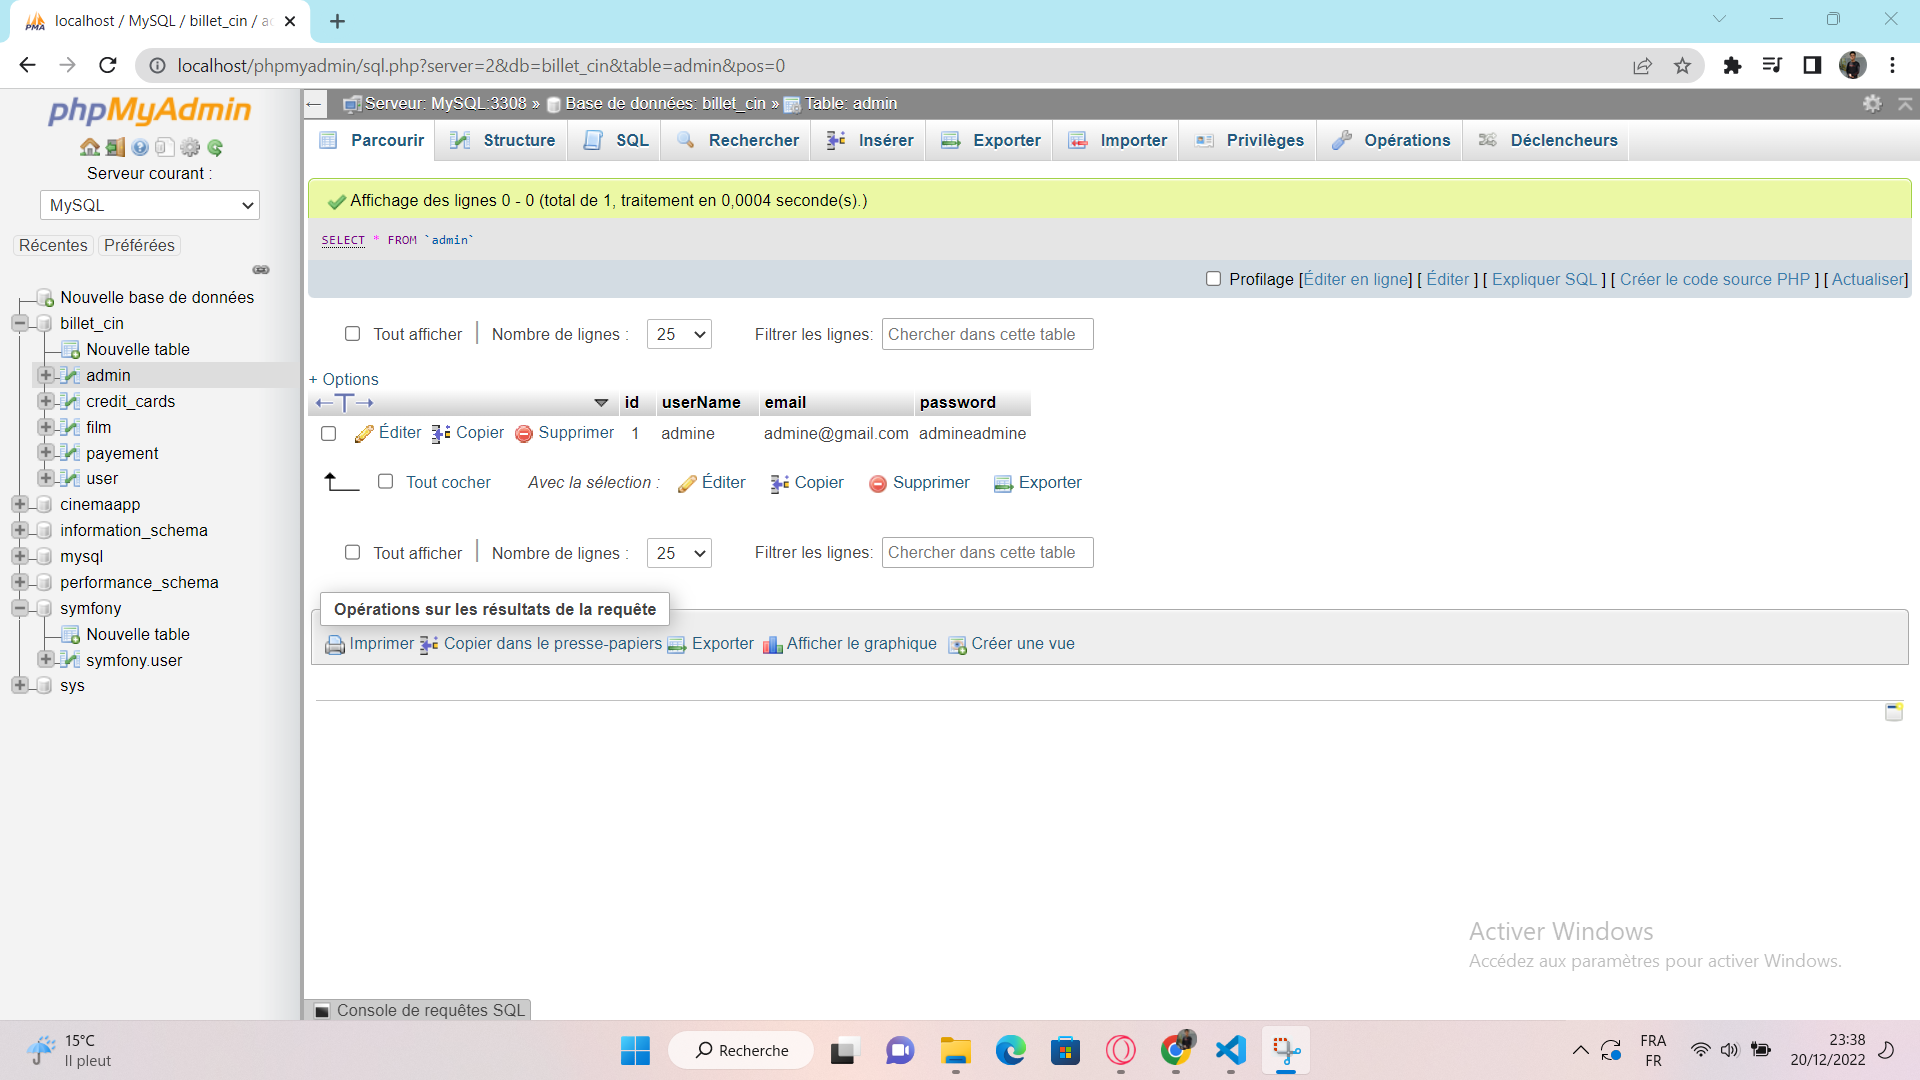 localhost / MySQL / billet_cin / ad
localhost/phpmyadmin/sql.php?server=2&db=billet_cin&table=admin&pos=0
phpMyAdmin
Serveur courant :
MySQL
Récentes Préférées
Nouvelle base de données
billet_cin
Nouvelle table
admin
credit_cards
film
payement
user
cinemaapp
information_schema
mysql
performance_schema
symfony
Nouvelle table
symfony.user
sys
Serveur: MySQL:3308 » Base de données: billet_cin » Table: admin
Parcourir Structure SQL Rechercher Insérer Exporter Importer Privilèges Opérations Déclencheurs
Affichage des lignes 0 - 0 (total de 1, traitement en 0,0004 seconde(s).)
SELECT * FROM `admin`
Profilage [Éditer en ligne] [ Éditer ] [ Expliquer SQL ] [ Créer le code source PHP ] [ Actualiser]
Tout afficher Nombre de lignes : 25 Filtrer les lignes: Chercher dans cette table
+ Options
←T→ id userName email password
Éditer Copier Supprimer 1 admine admine@gmail.com admineadmine
Tout cocher Avec la sélection : Éditer Copier Supprimer Exporter
Tout afficher Nombre de lignes : 25 Filtrer les lignes: Chercher dans cette table
Opérations sur les résultats de la requête
Imprimer Copier dans le presse-papiers Exporter Afficher le graphique Créer une vue
Activer Windows
Accédez aux paramètres pour activer Windows.
Console de requêtes SQL
15°C
Il pleut
Recherche
FRA
FR
23:38
20/12/2022